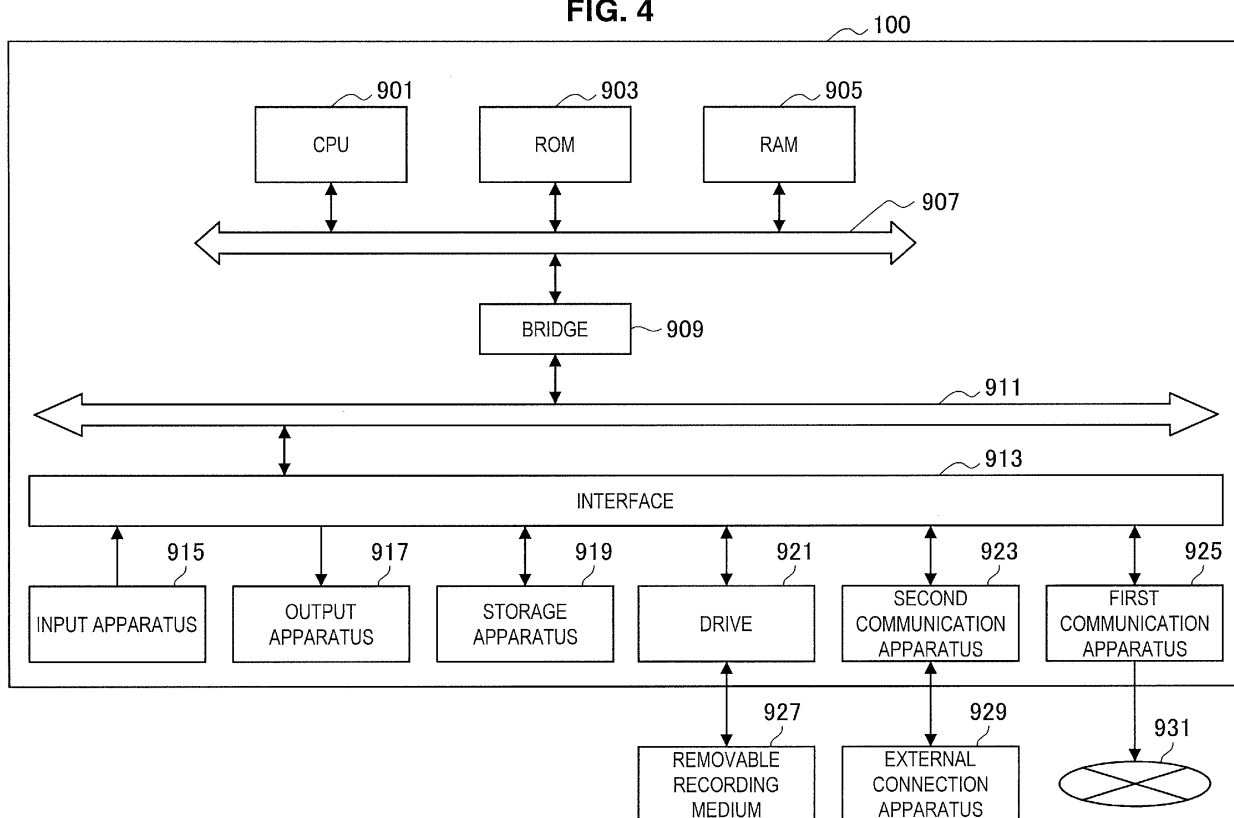 FIG. 4
100
901
903
905
CPU
ROM
RAM
907
BRIDGE
909
911
913
INTERFACE
915
917
919
921
923
925
INPUT APPARATUS
OUTPUT
APPARATUS
STORAGE
APPARATUS
DRIVE
SECOND
COMMUNICATION
APPARATUS
FIRST
COMMUNICATION
APPARATUS
927
929
931
REMOVABLE
RECORDING
MEDIUM
EXTERNAL
CONNECTION
APPARATUS